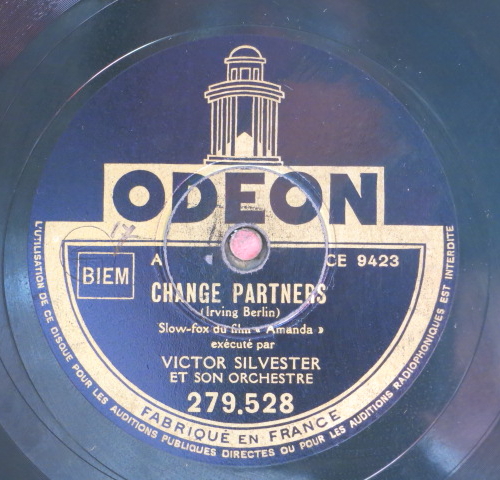 ODEON
BIEM
A
CE 9423
CHANGE PARTNERS
(Irving Berlin)
Slow-fox du film « Amanda »
exécuté par
VICTOR SILVESTER
ET SON ORCHESTRE
279.528
FABRIQUÉ EN FRANCE
L'UTILISATION DE CE DISQUE POUR LES AUDITIONS PUBLIQUES DIRECTES OU POUR LES AUDITIONS RADIOPHONIQUES EST INTERDITE